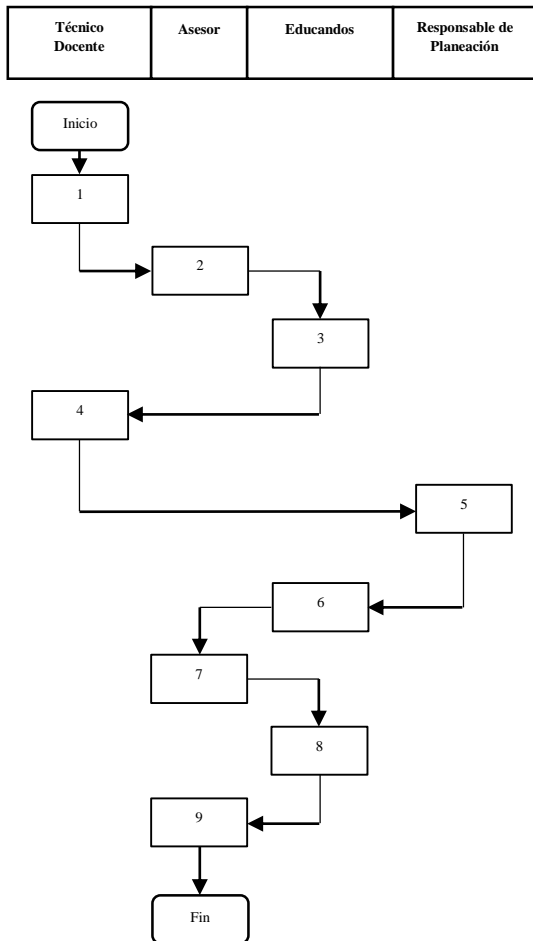 Técnico
Docente
Asesor
Educandos
Responsable de
Planeación
Inicio
1
2
3
4
5
6
7
8
9
Fin